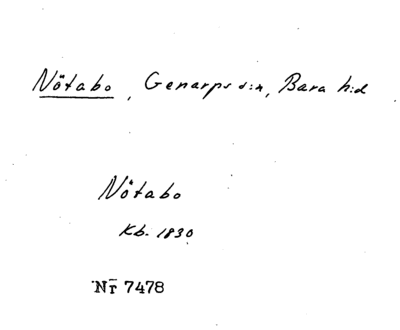 Nötabo, Genarps s:n, Bara h:d
Nötabo
Kb. 1830
Nr 7478